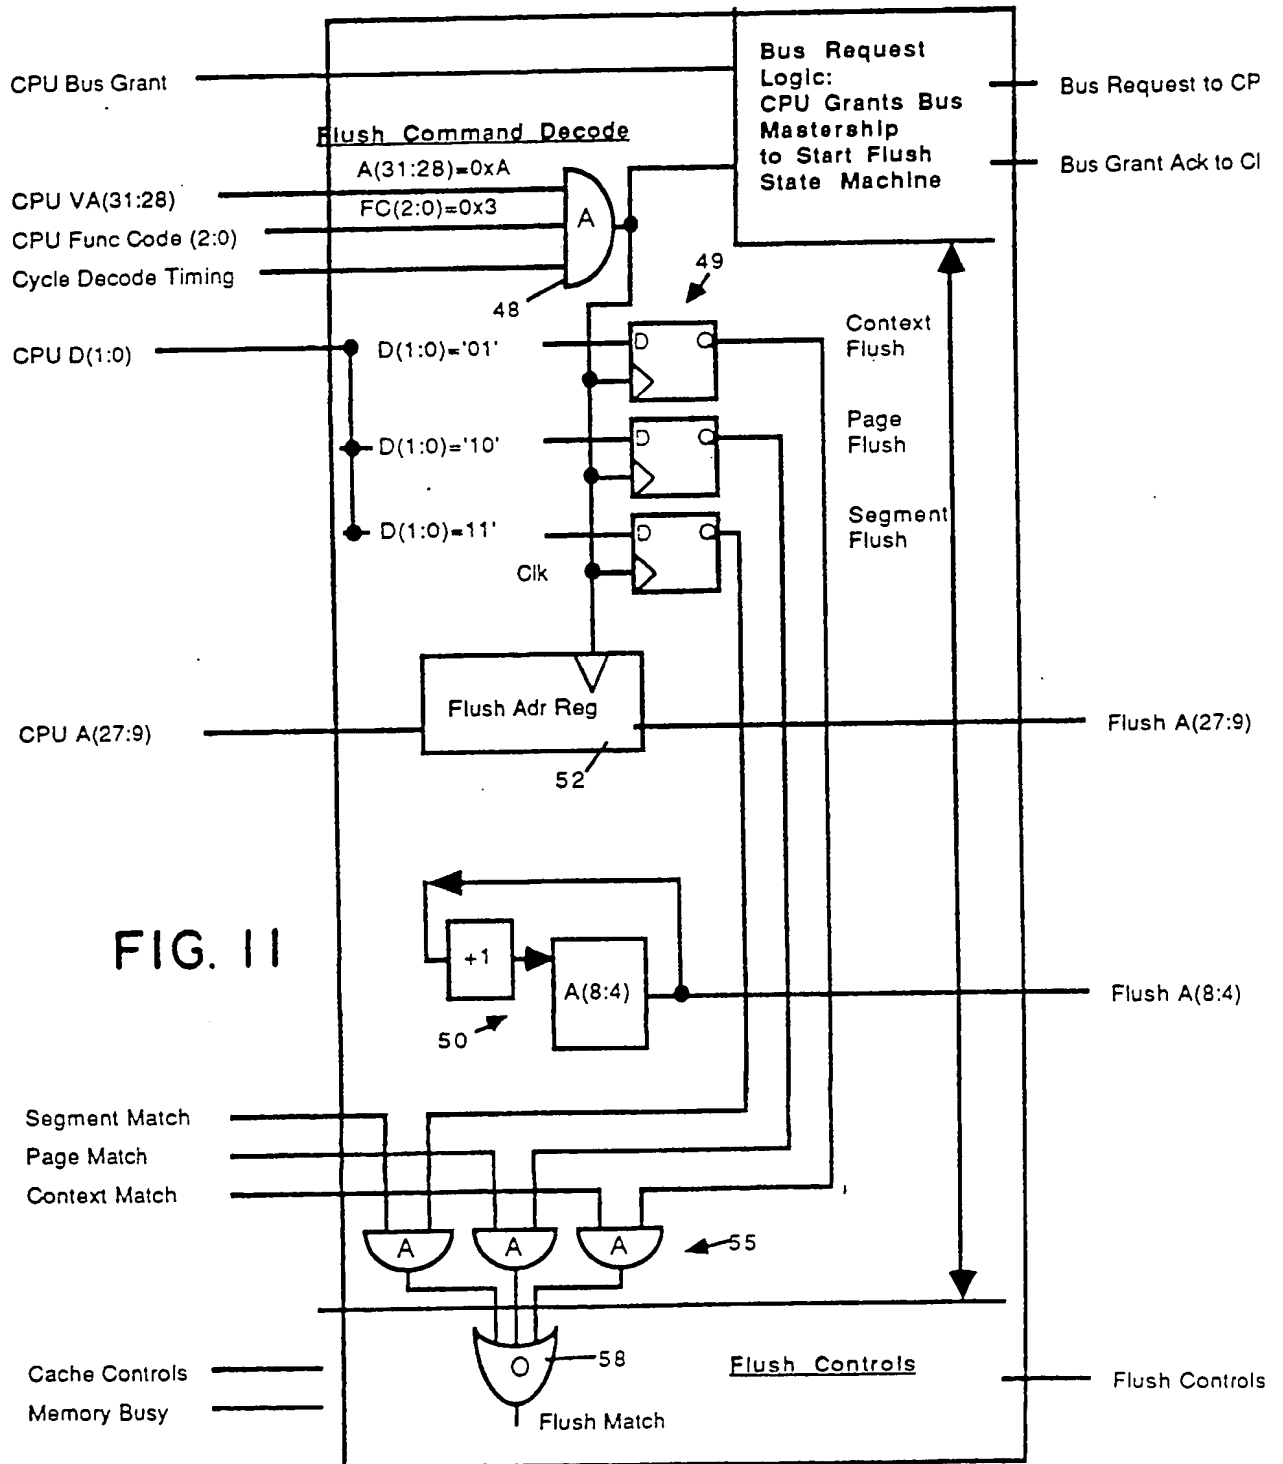 Bus Request
Logic:
CPU Grants Bus
Mastership
to Start Flush
State Machine
CPU Bus Grant
Bus Request to CP
Flush Command Decode
Bus Grant Ack to CI
A(31:28)=0xA
CPU VA(31:28)
FC(2:0)=0x3
A
CPU Func Code (2:0)
Cycle Decode Timing
48
49
CPU D(1:0)
D(1:0)='01'
D
Q
Context
Flush
D(1:0)='10'
D
Q
Page
Flush
D(1:0)=11'
D
Q
Segment
Flush
Clk
CPU A(27:9)
Flush Adr Reg
Flush A(27:9)
52
FIG. 11
+1
A(8:4)
Flush A(8:4)
50
Segment Match
Page Match
Context Match
A
A
A
55
Cache Controls
Memory Busy
O
58
Flush Controls
Flush Controls
Flush Match